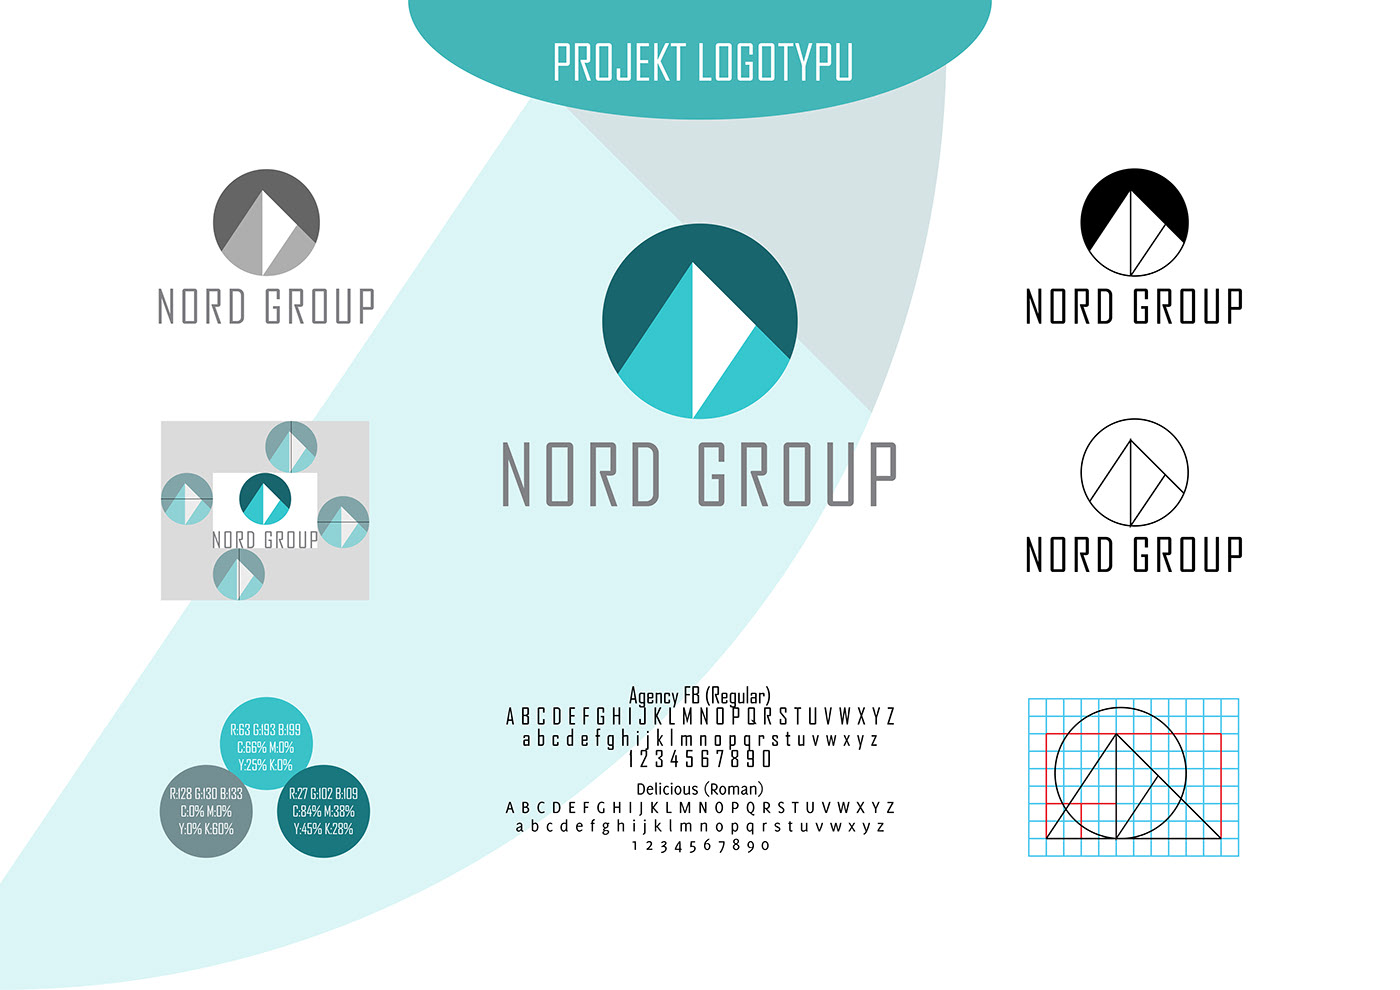 PROJEKT LOGOTYPU
NORD GROUP
NORD GROUP
NORD GROUP
NORD GROUP
NORD GROUP
R:63 G:193 B:199
C:66% M:0%
Y:25% K:0%
R:128 G:130 B:133
C:0% M:0%
Y:0% K:60%
R:27 G:102 B:109
C:84% M:38%
Y:45% K:28%
Agency FB (Regular)
A B C D E F G H I J K L M N O P Q R S T U V W X Y Z
a b c d e f g h i j k l m n o p q r s t u v w x y z
1 2 3 4 5 6 7 8 9 0
Delicious (Roman)
A B C D E F G H I J K L M N O P Q R S T U V W X Y Z
a b c d e f g h i j k l m n o p q r s t u v w x y z
1 2 3 4 5 6 7 8 9 0